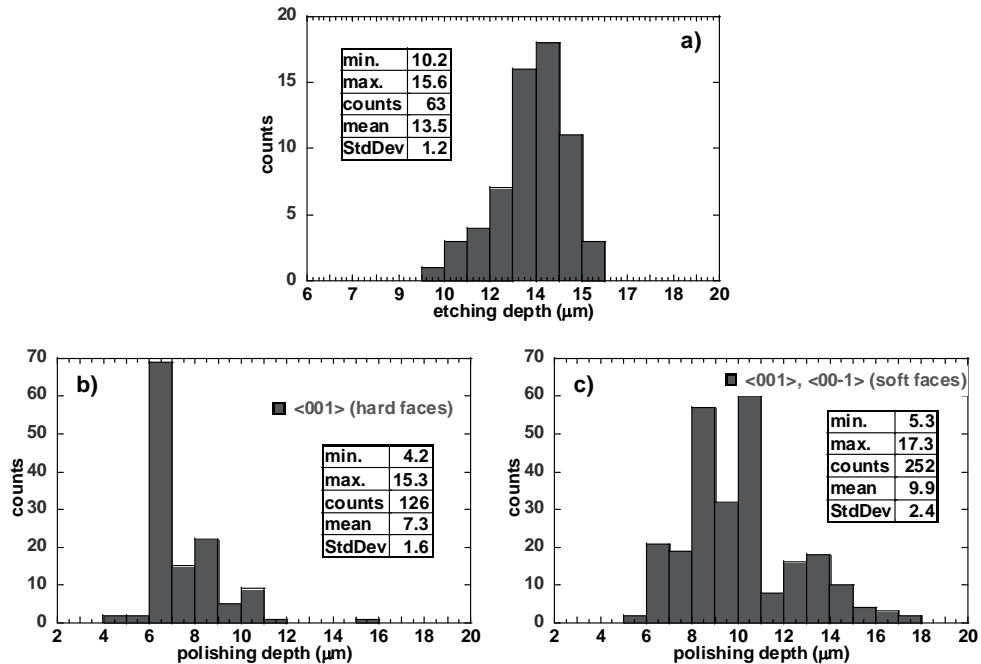 a)
counts
20
15
10
5
0
min. 10.2
max. 15.6
counts 63
mean 13.5
StdDev 1.2
6 7 9 10 12 14 15 17 18 20
etching depth (μm)
b)
counts
70
60
50
40
30
20
10
0
<001> (hard faces)
min. 4.2
max. 15.3
counts 126
mean 7.3
StdDev 1.6
2 4 6 8 10 12 14 16 18 20
polishing depth (μm)
c)
counts
70
60
50
40
30
20
10
0
<001>, <00-1> (soft faces)
min. 5.3
max. 17.3
counts 252
mean 9.9
StdDev 2.4
2 4 6 8 10 12 14 16 18 20
polishing depth (μm)